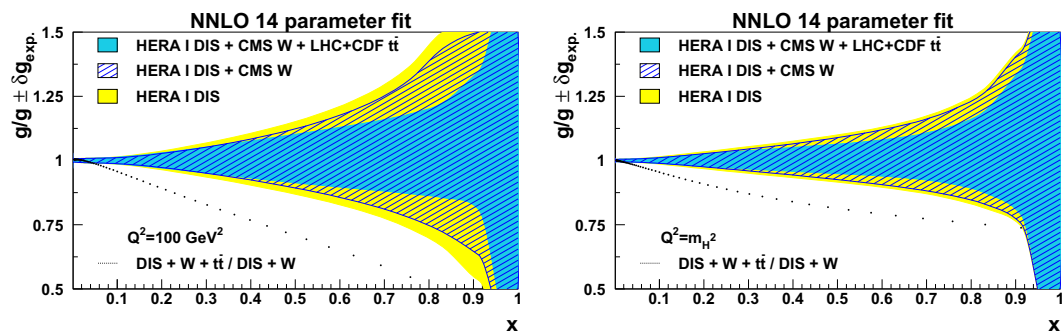 NNLO 14 parameter fit
g/g ± δg_exp.
1.5
1.25
1
0.75
0.5
HERA I DIS + CMS W + LHC+CDF tt̄
HERA I DIS + CMS W
HERA I DIS
Q²=100 GeV²
DIS + W + tt̄ / DIS + W
0.1 0.2 0.3 0.4 0.5 0.6 0.7 0.8 0.9 1
x
NNLO 14 parameter fit
g/g ± δg_exp.
1.5
1.25
1
0.75
0.5
HERA I DIS + CMS W + LHC+CDF tt̄
HERA I DIS + CMS W
HERA I DIS
Q²=m_H²
DIS + W + tt̄ / DIS + W
0.1 0.2 0.3 0.4 0.5 0.6 0.7 0.8 0.9 1
x